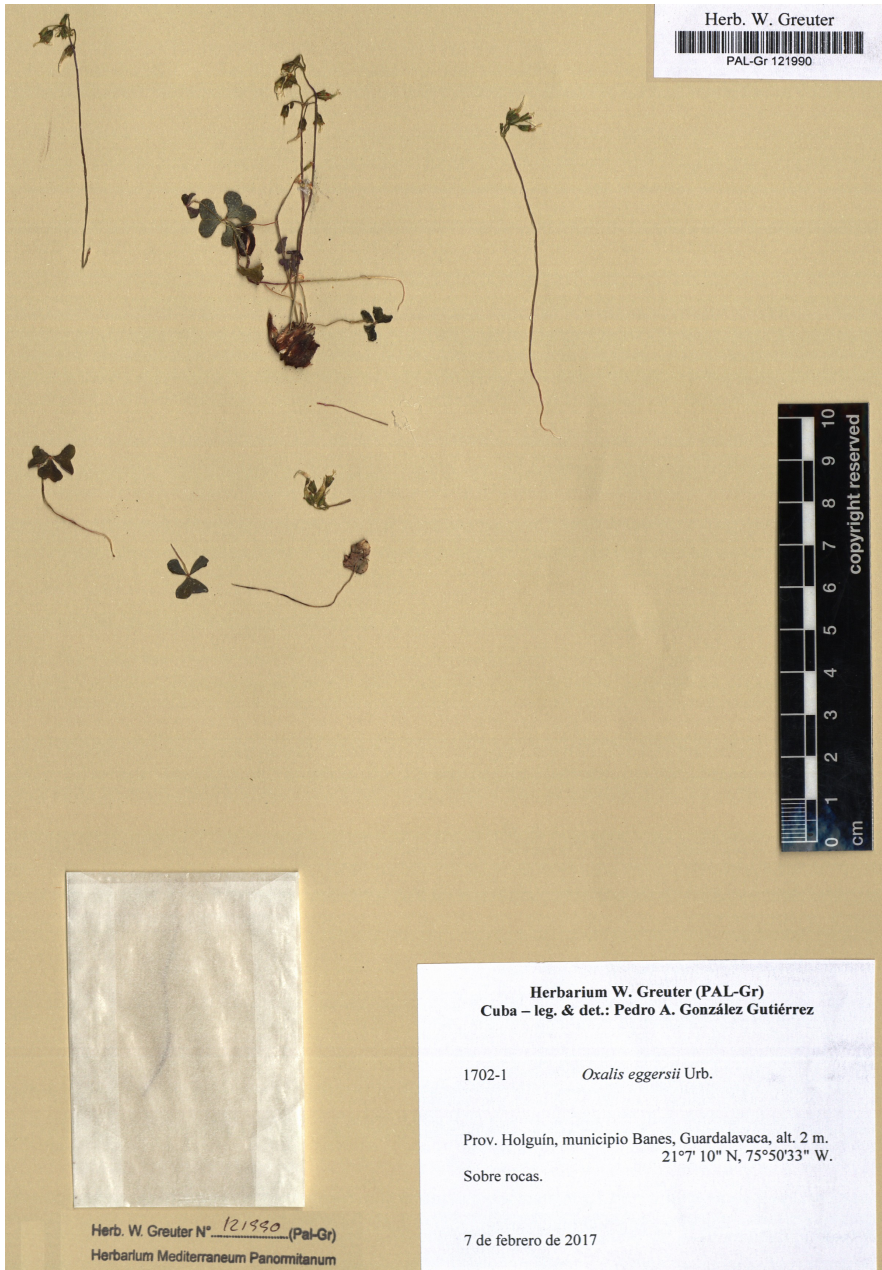 Herb. W. Greuter
PAL-Gr 121990
10
9
8
7
6
5
4
3
2
1
0
cm
copyright reserved
Herbarium W. Greuter (PAL-Gr)
Cuba – leg. & det.: Pedro A. González Gutiérrez
1702-1 Oxalis eggersii Urb.
Prov. Holguín, municipio Banes, Guardalavaca, alt. 2 m.
21°7' 10" N, 75°50'33" W.
Sobre rocas.
7 de febrero de 2017
Herb. W. Greuter N° 121990 (Pal-Gr)
Herbarium Mediterraneum Panormitanum